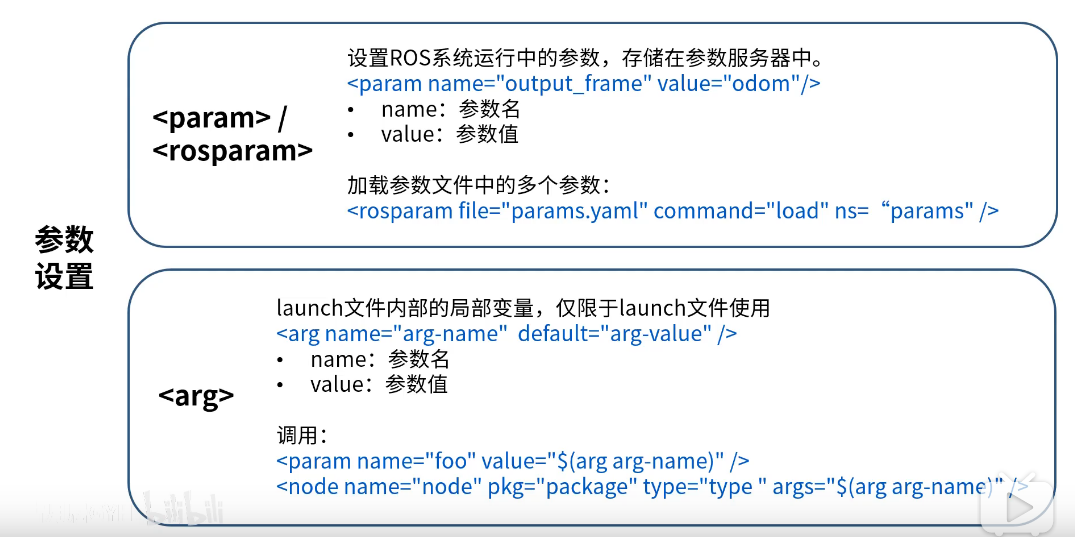 参数
设置
<param> /
<rosparam>
设置ROS系统运行中的参数，存储在参数服务器中。
<param name="output_frame" value="odom"/>
• name：参数名
• value：参数值
加载参数文件中的多个参数：
<rosparam file="params.yaml" command="load" ns=“params" />
<arg>
launch文件内部的局部变量，仅限于launch文件使用
<arg name="arg-name" default="arg-value" />
• name：参数名
• value：参数值
调用：
<param name="foo" value="$(arg arg-name)" />
<node name="node" pkg="package" type="type " args="$(arg arg-name)" />
bilibili